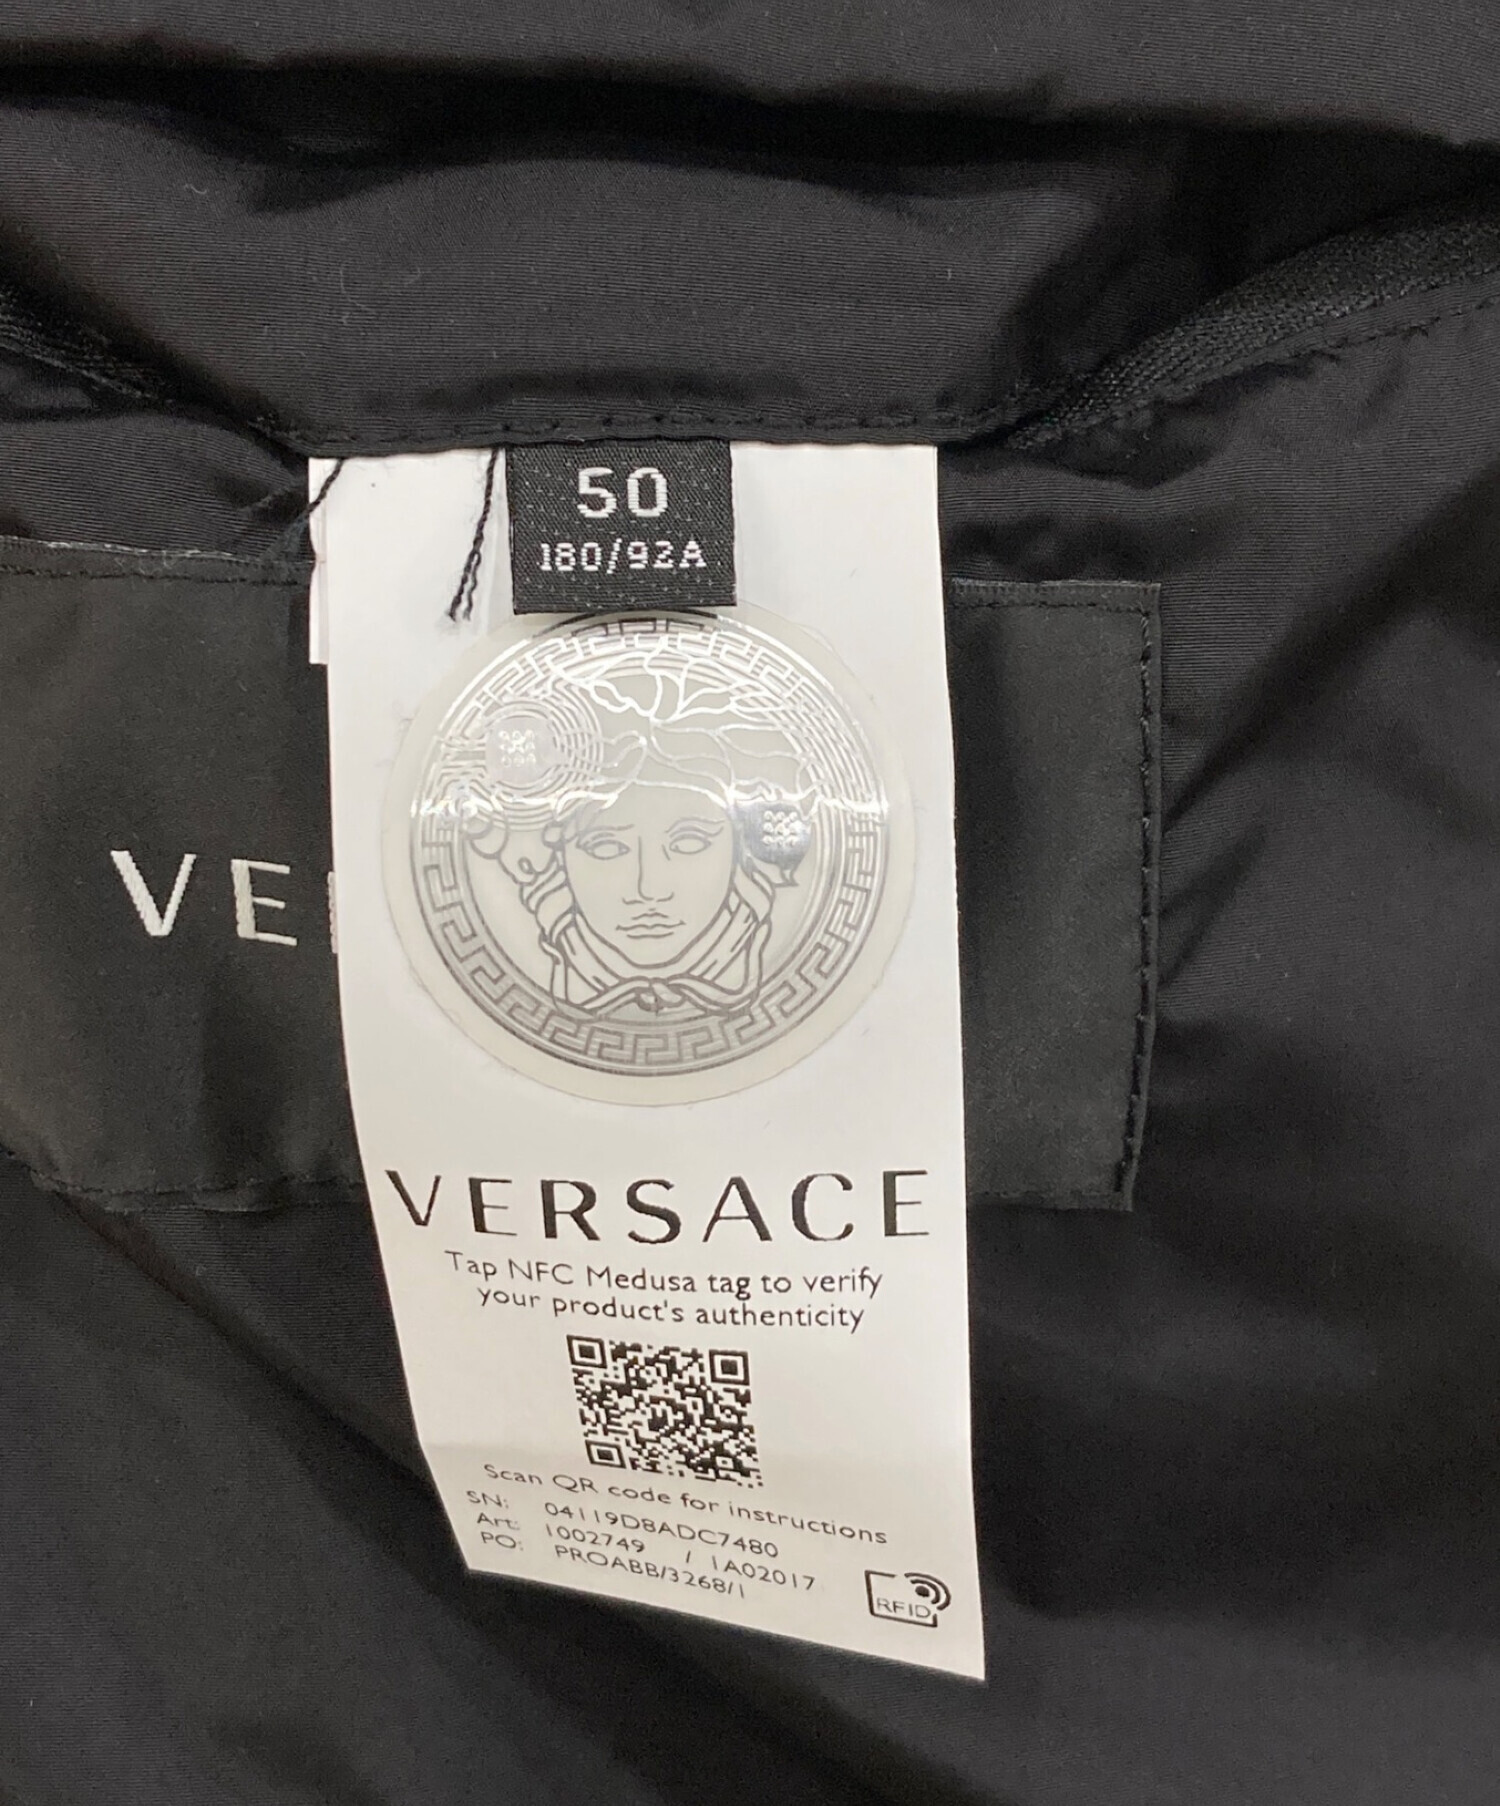 50
180/92A
VE
VERSACE
Tap NFC Medusa tag to verify
your product's authenticity
Scan QR code for instructions
SN: 04119D8ADC7480
Art: 1002749 / 1A02017
PO: PROABB/3268/1
RFID